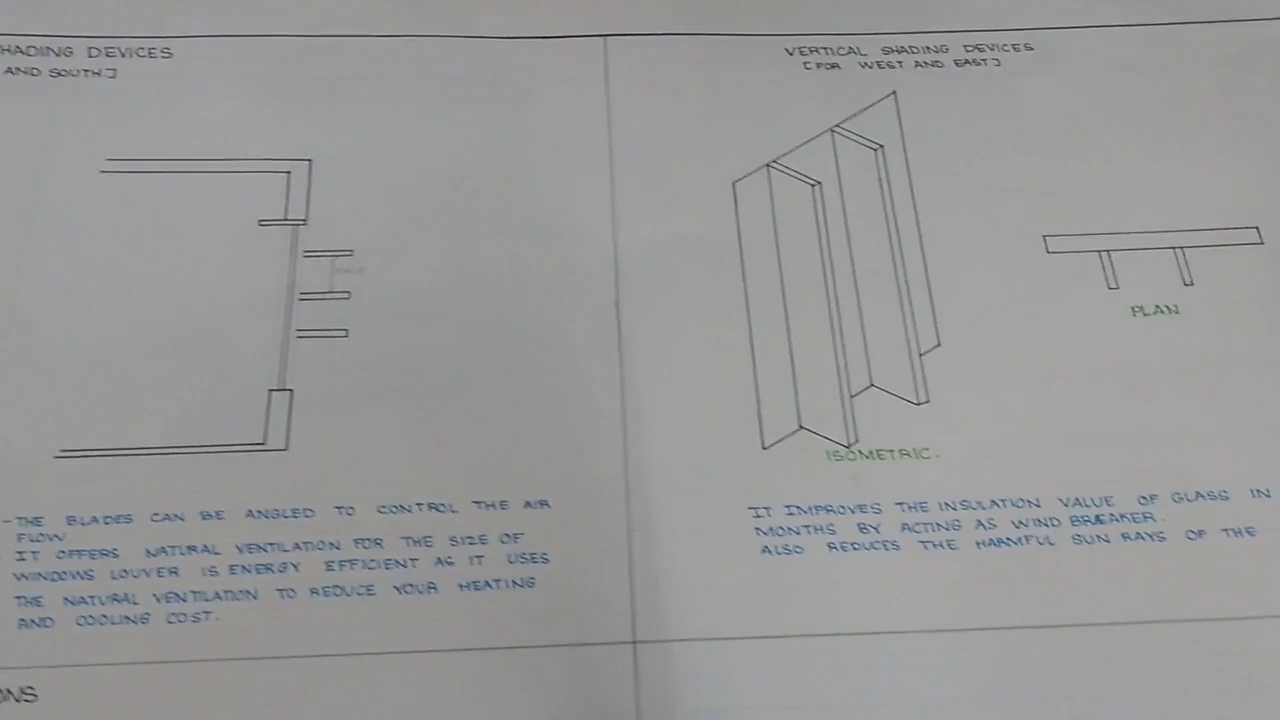 HADING DEVICES
AND SOUTH]
VERTICAL SHADING DEVICES
[FOR WEST AND EAST]
PLAN
ISOMETRIC.
-THE BLADES CAN BE ANGLED TO CONTROL THE AIR
FLOW
IT OFFERS NATURAL VENTILATION FOR THE SIZE OF
WINDOWS LOUVER IS ENERGY EFFICIENT AS IT USES
THE NATURAL VENTILATION TO REDUCE YOUR HEATING
AND COOLING COST.
IT IMPROVES THE INSULATION VALUE OF GLASS IN
MONTHS BY ACTING AS WIND BREAKER.
ALSO REDUCES THE HARMFUL SUN RAYS OF THE
ONS